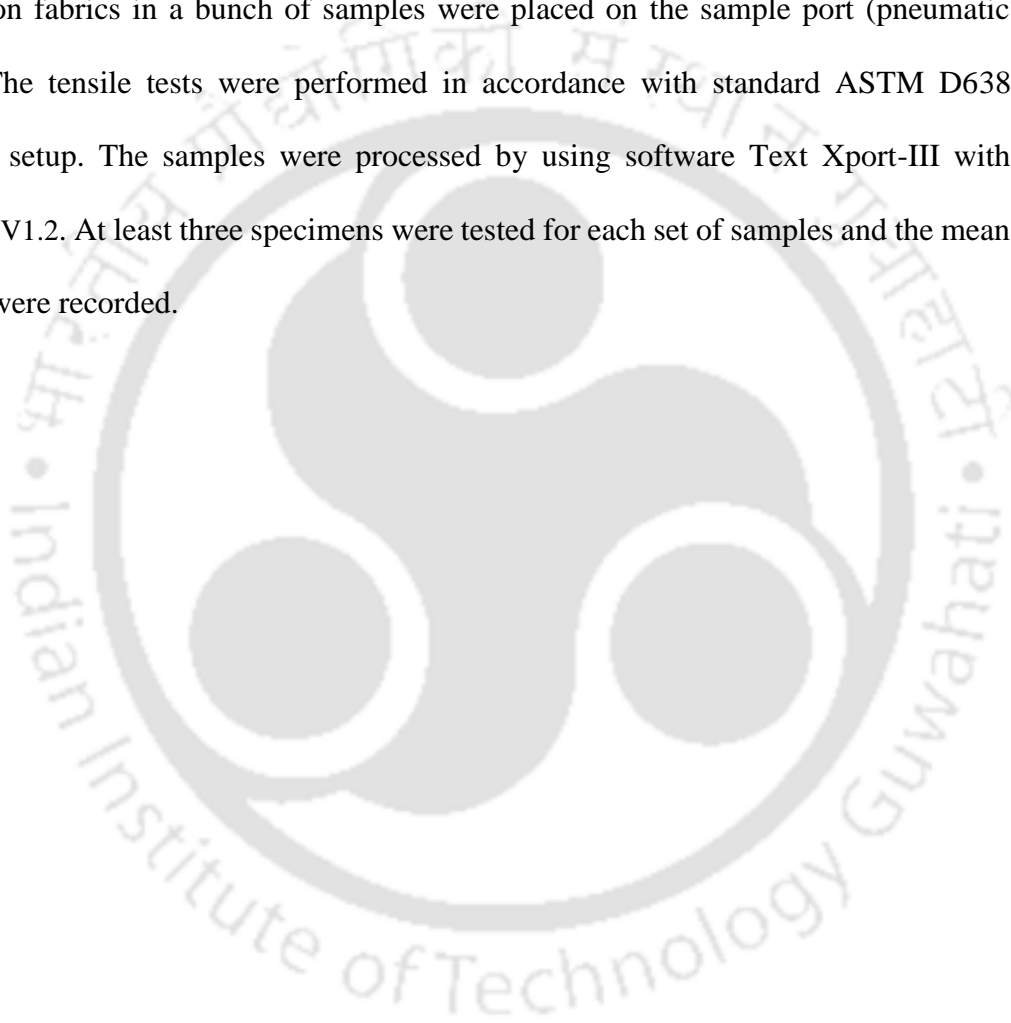 on fabrics in a bunch of samples were placed on the sample port (pneumatic
The tensile tests were performed in accordance with standard ASTM D638
setup. The samples were processed by using software Text Xport-III with
V1.2. At least three specimens were tested for each set of samples and the mean
were recorded.
भारतीय प्रौद्योगिकी संस्थान गुवाहाटी
• Indian Institute of Technology Guwahati •